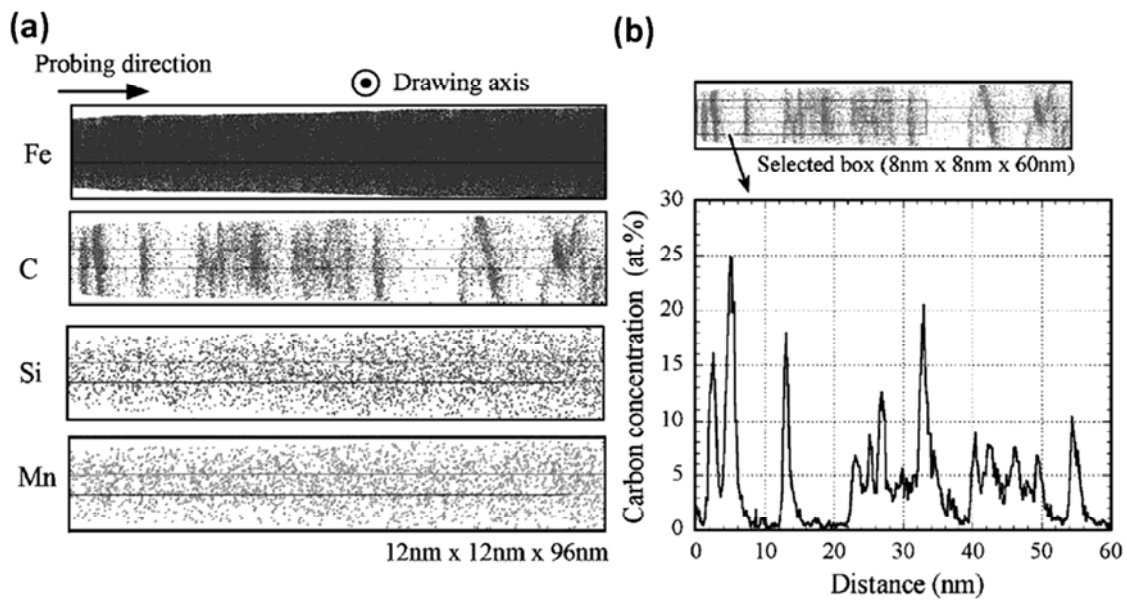 (a)
Probing direction
Drawing axis
Fe
C
Si
Mn
12nm x 12nm x 96nm
(b)
Selected box (8nm x 8nm x 60nm)
Carbon concentration (at.%)
30
25
20
15
10
5
0
0 10 20 30 40 50 60
Distance (nm)